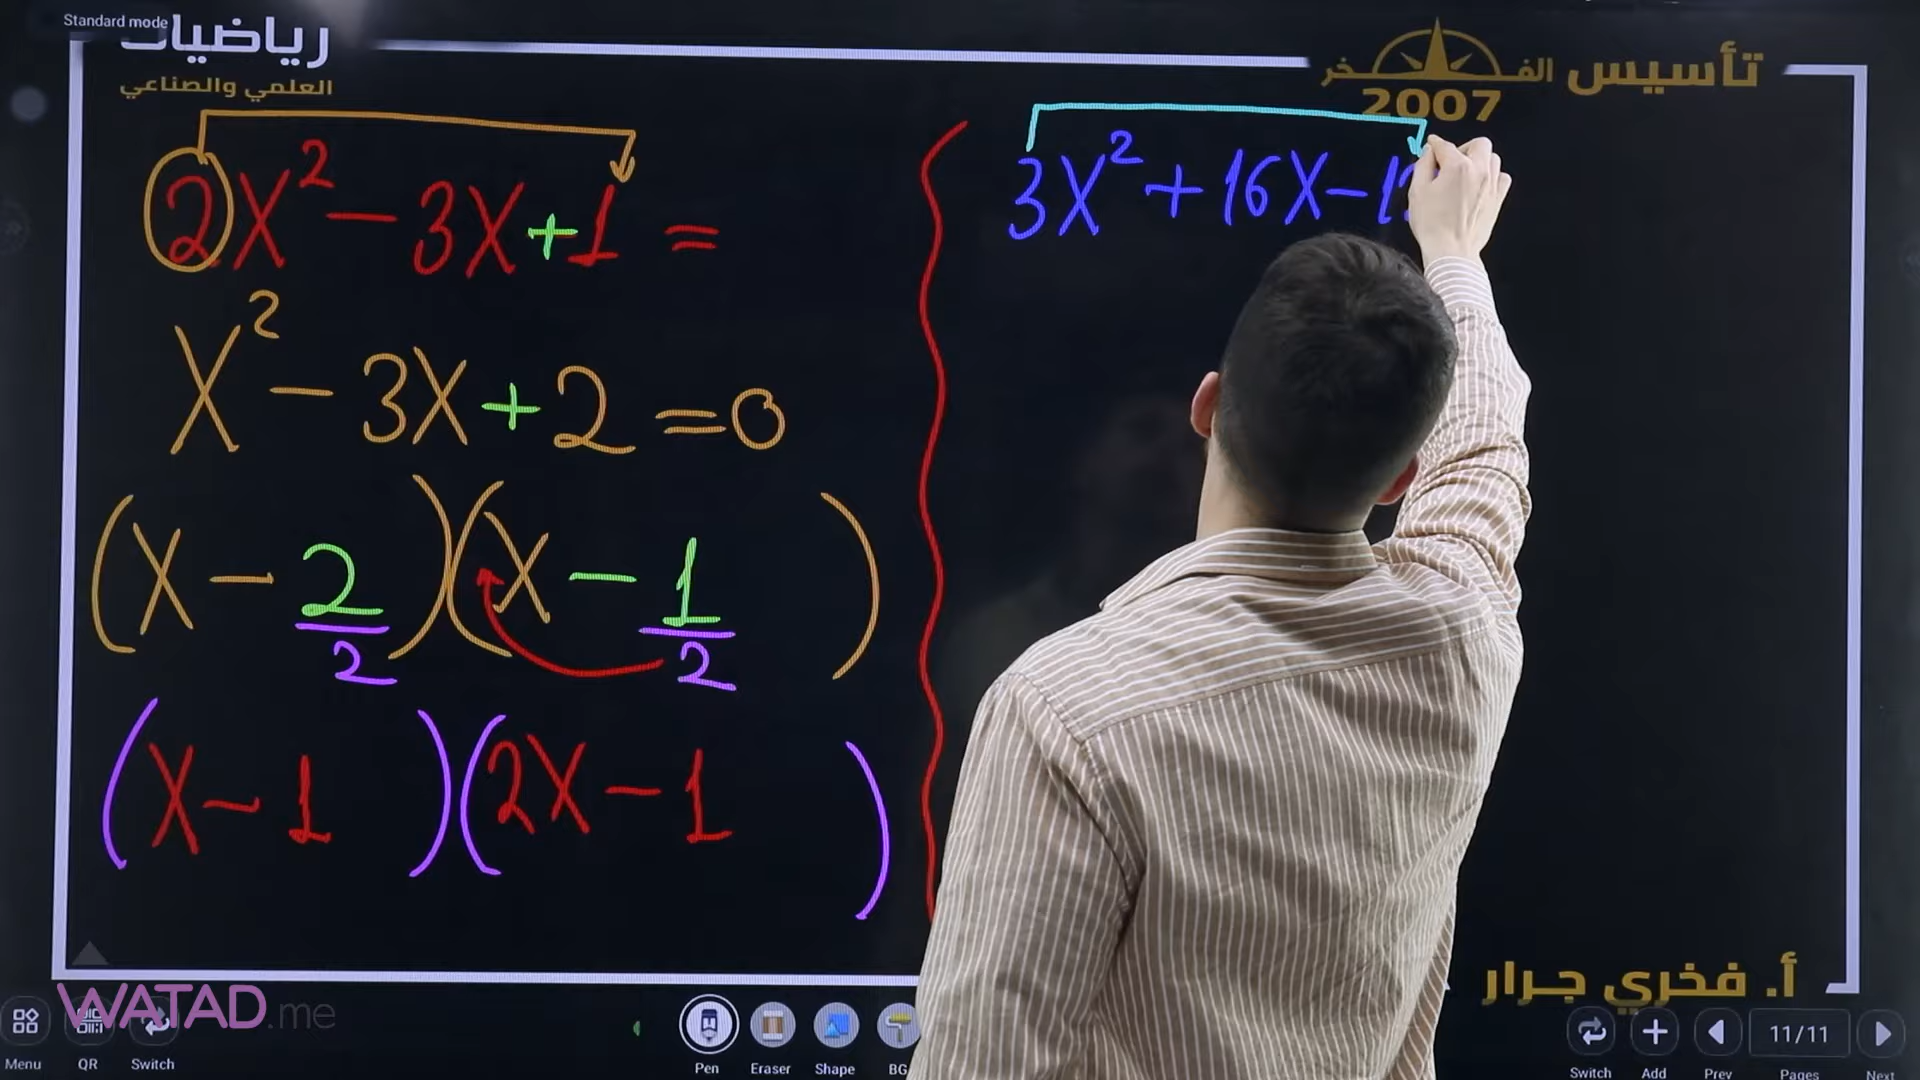 Standard mode
رياضيات
العلمي والصناعي
تأسيس الفخر
2007
2X² - 3X + 1 =
X² - 3X + 2 = 0
(X - 2/2)(X - 1/2)
(X - 1)(2X - 1)
3X² + 16X - 1
أ. فخري جرار
WATAD.me
Menu QR Switch
Pen Eraser Shape BG
11/11
Switch Add Prev Pages Next